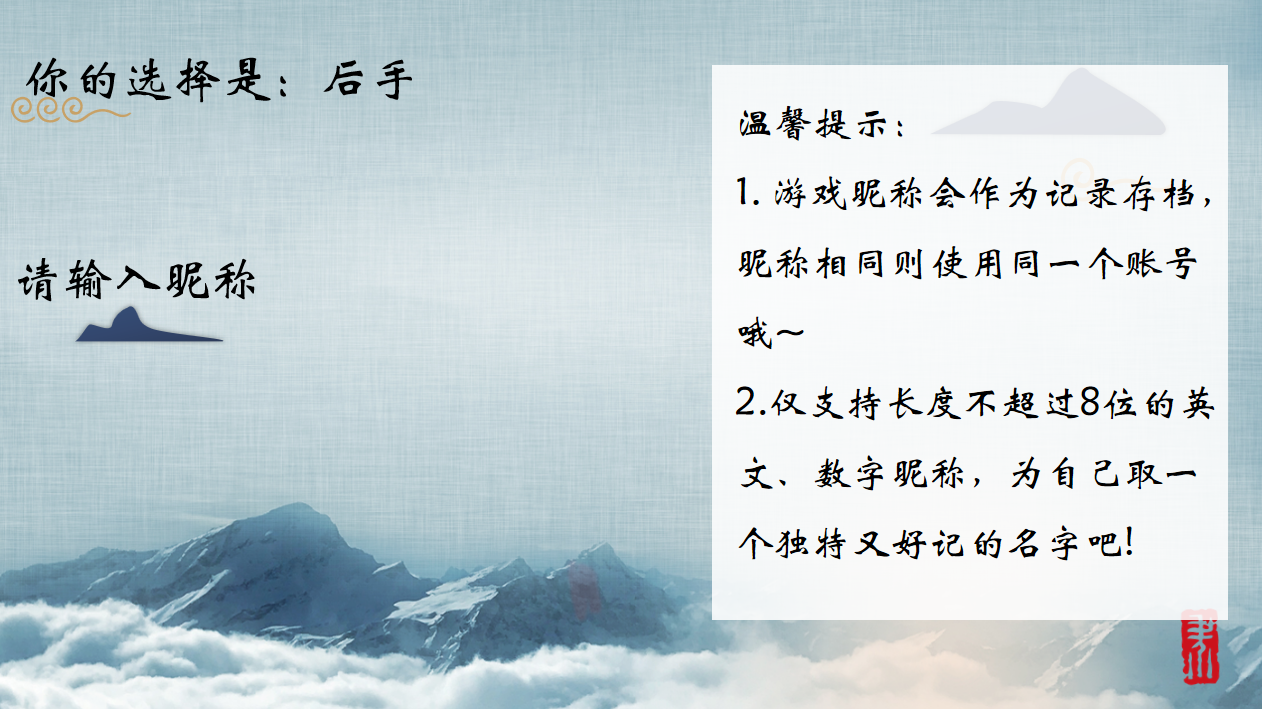 你的选择是：后手
请输入昵称
温馨提示：
1. 游戏昵称会作为记录存档，
昵称相同则使用同一个账号
哦～
2.仅支持长度不超过8位的英
文、数字昵称，为自己取一
个独特又好记的名字吧!